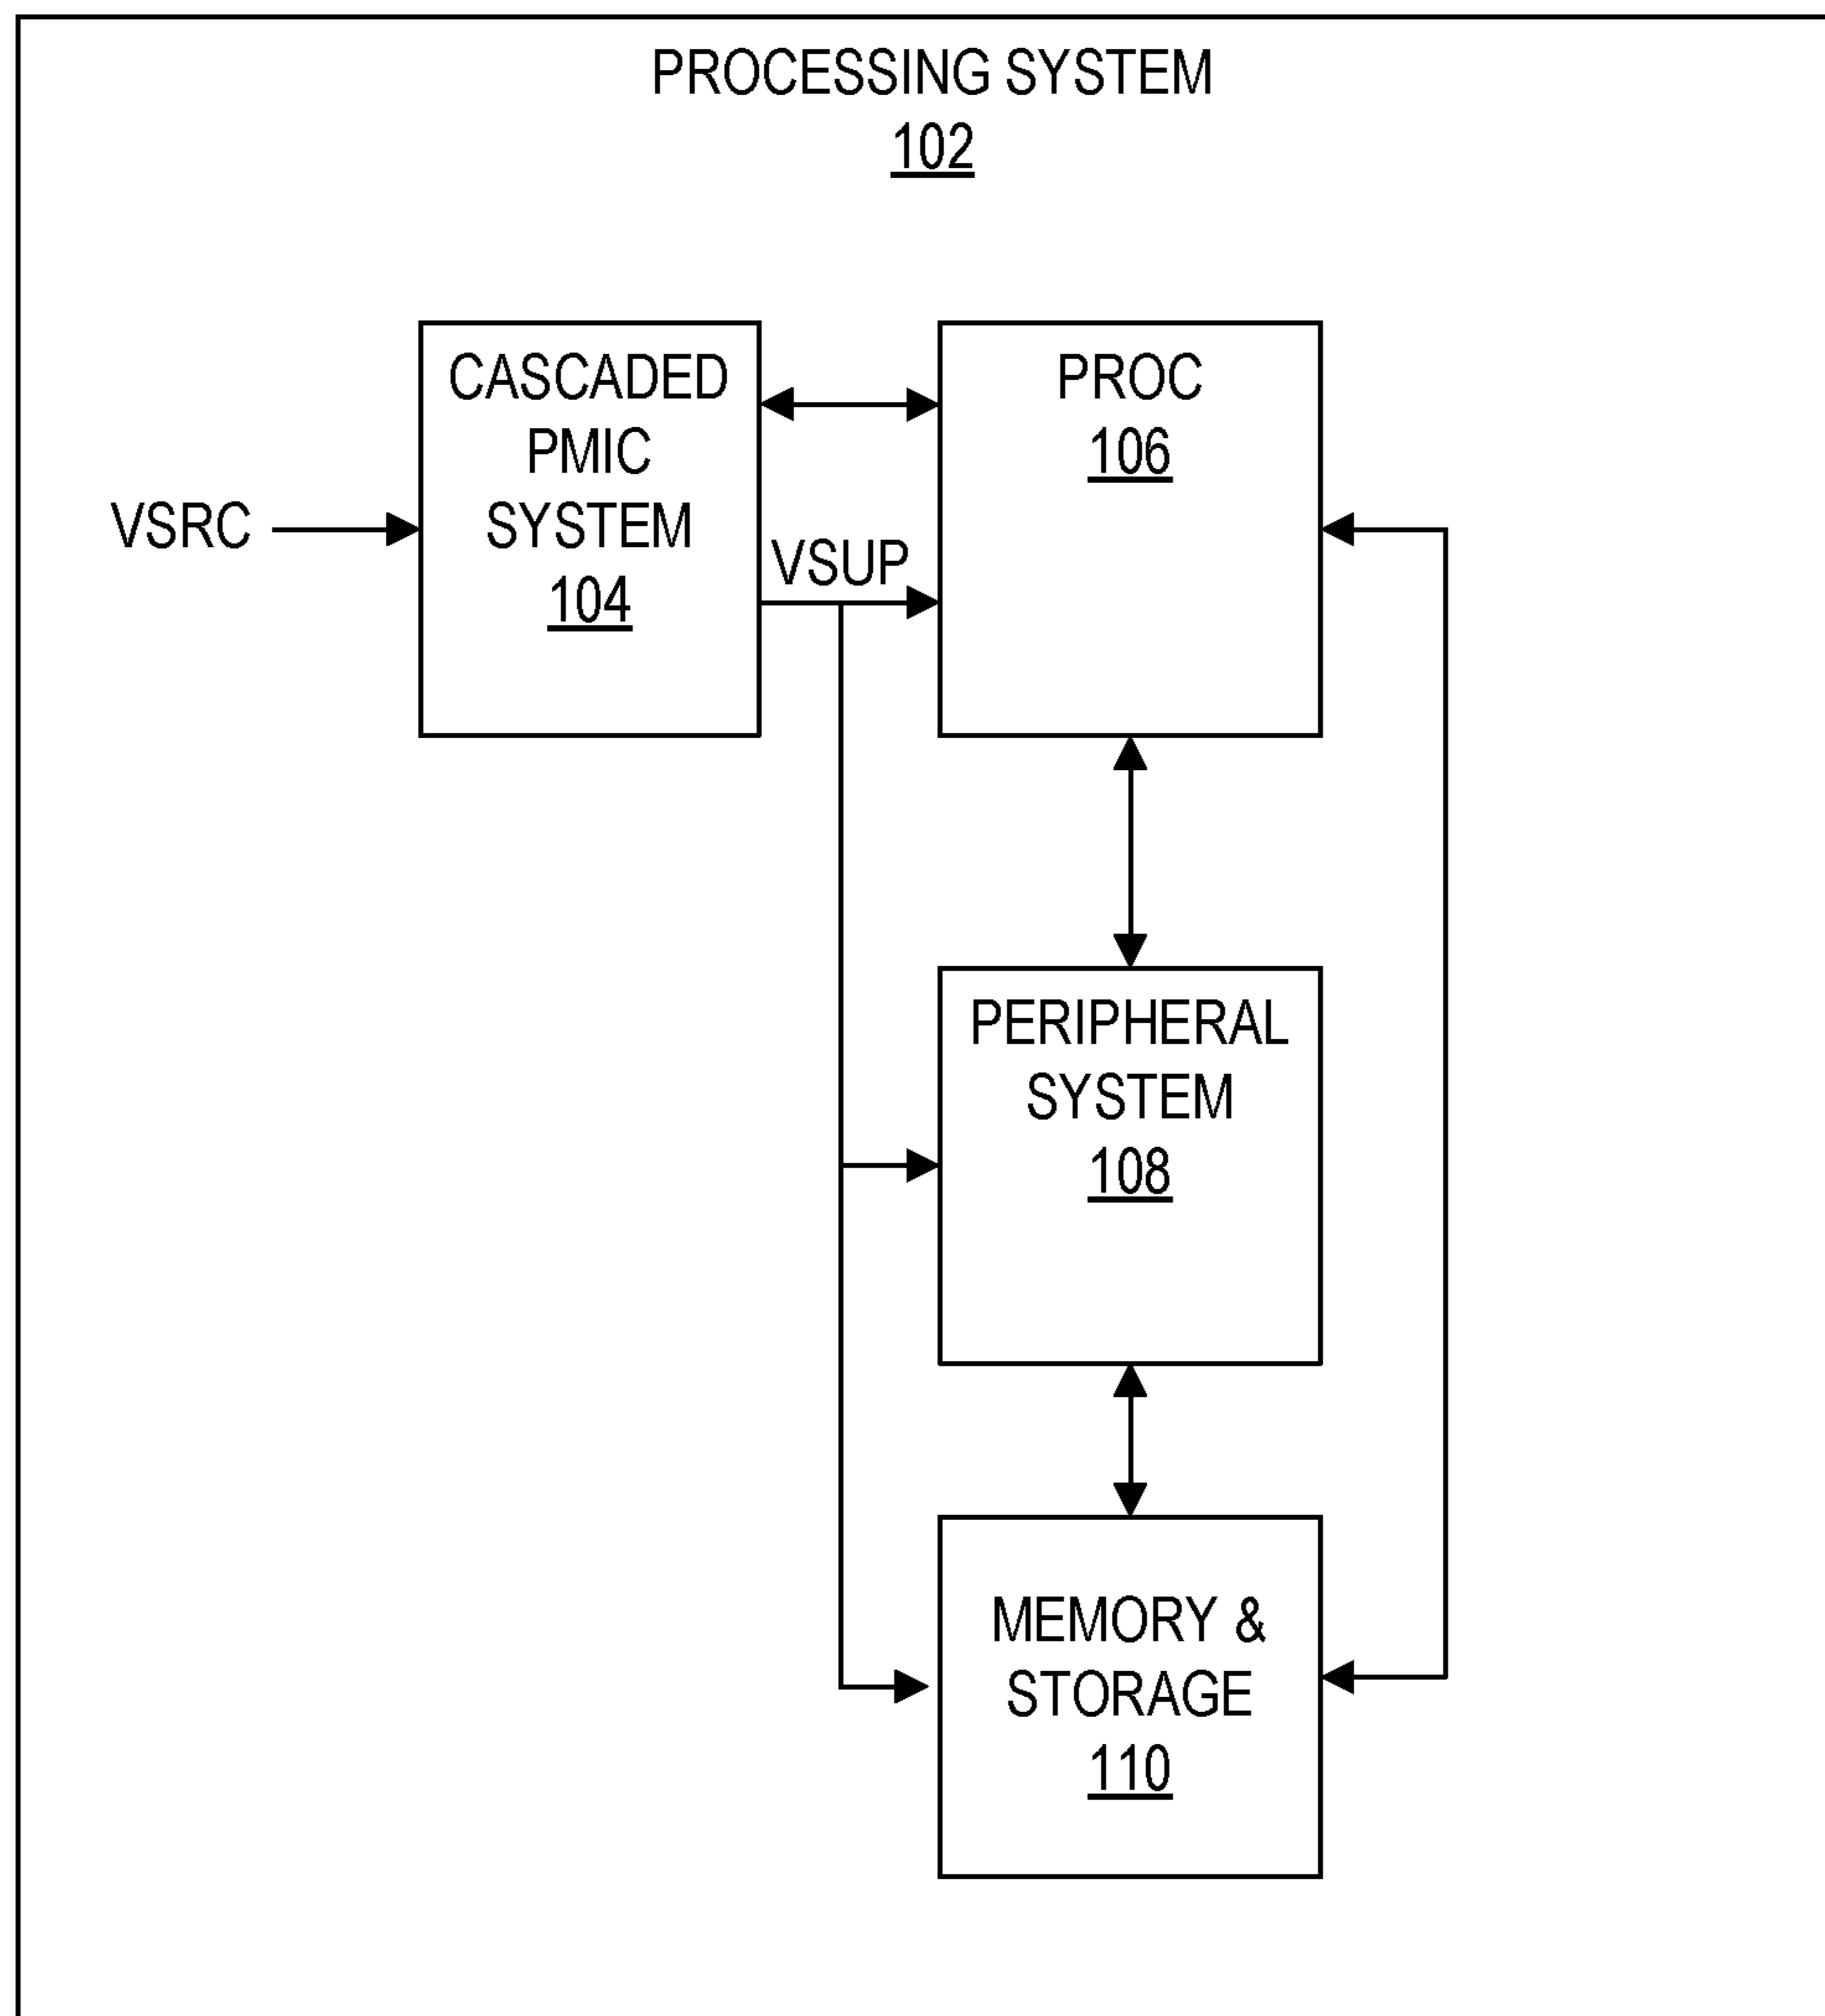 PROCESSING SYSTEM
102
CASCADED
PMIC
SYSTEM
104
PROC
106
VSRC
VSUP
PERIPHERAL
SYSTEM
108
MEMORY &
STORAGE
110